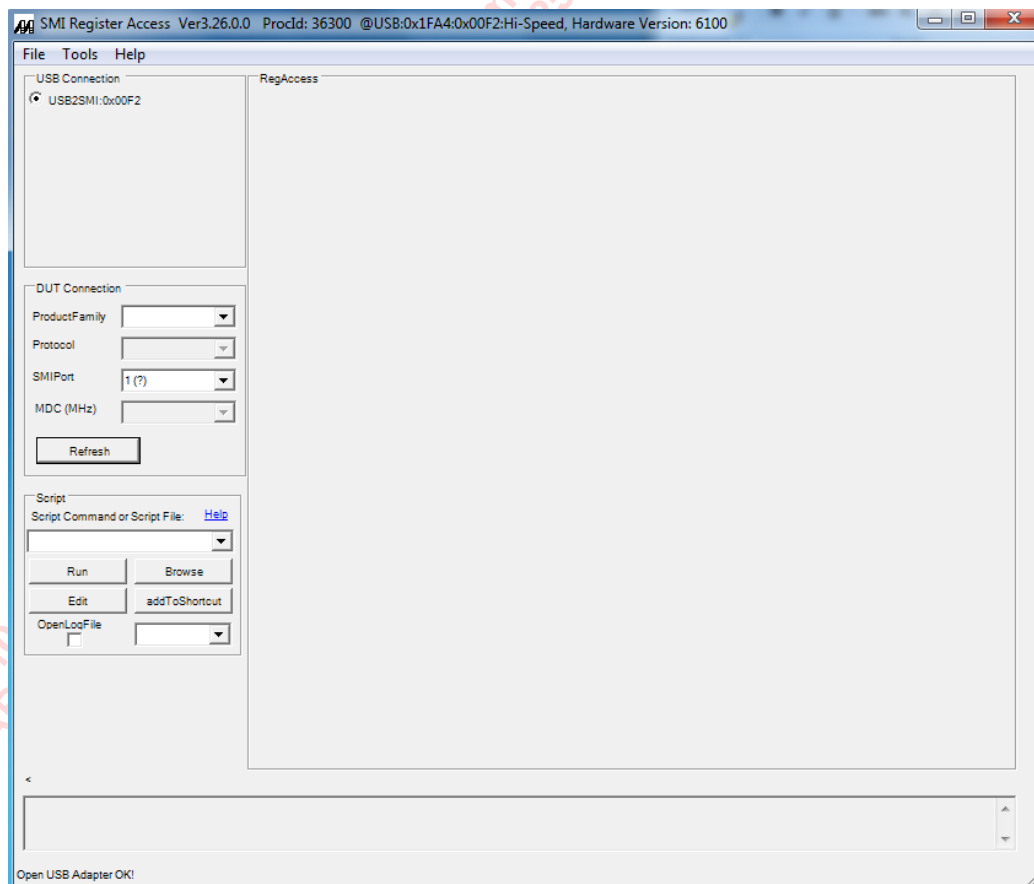 SMI Register Access Ver3.26.0.0 ProcId: 36300 @USB:0x1FA4:0x00F2:Hi-Speed, Hardware Version: 6100
File Tools Help
USB Connection
USB2SMI:0x00F2
RegAccess
DUT Connection
ProductFamily
Protocol
SMIPort 1 (?)
MDC (MHz)
Refresh
Script
Script Command or Script File: Help
Run Browse
Edit addToShortcut
OpenLogFile
<
Open USB Adapter OK!